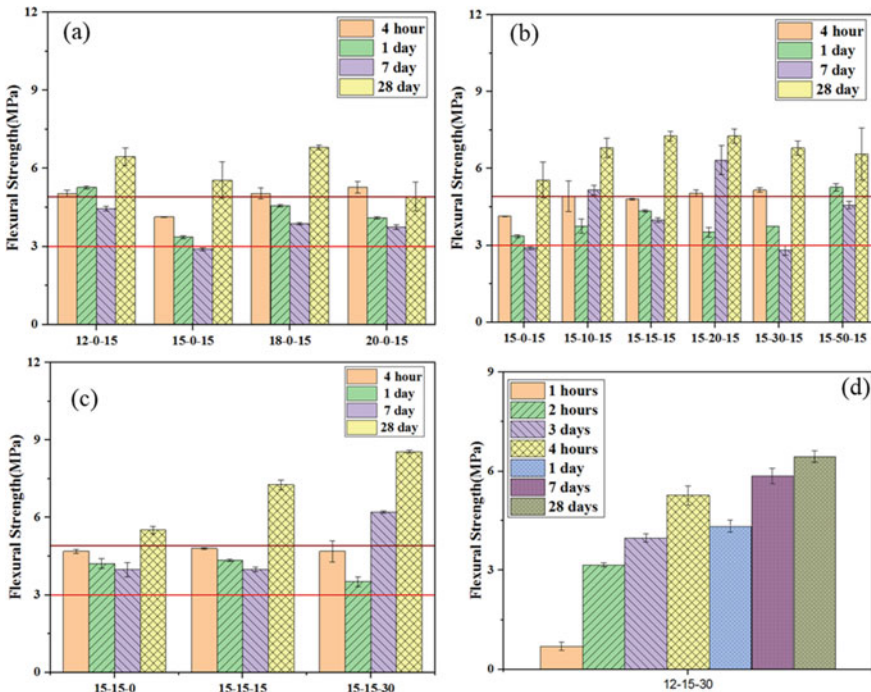 (a)
4 hour
1 day
7 day
28 day
Flexural Strength(MPa)
12
9
6
3
0
12-0-15
15-0-15
18-0-15
20-0-15
(b)
4 hour
1 day
7 day
28 day
Flexural Strength(MPa)
12
9
6
3
0
15-0-15
15-10-15
15-15-15
15-20-15
15-30-15
15-50-15
(c)
4 hour
1 day
7 day
28 day
Flexural Strength(MPa)
12
9
6
3
0
15-15-0
15-15-15
15-15-30
(d)
1 hours
2 hours
3 days
4 hours
1 day
7 days
28 days
Flexural Strength(MPa)
9
6
3
0
12-15-30